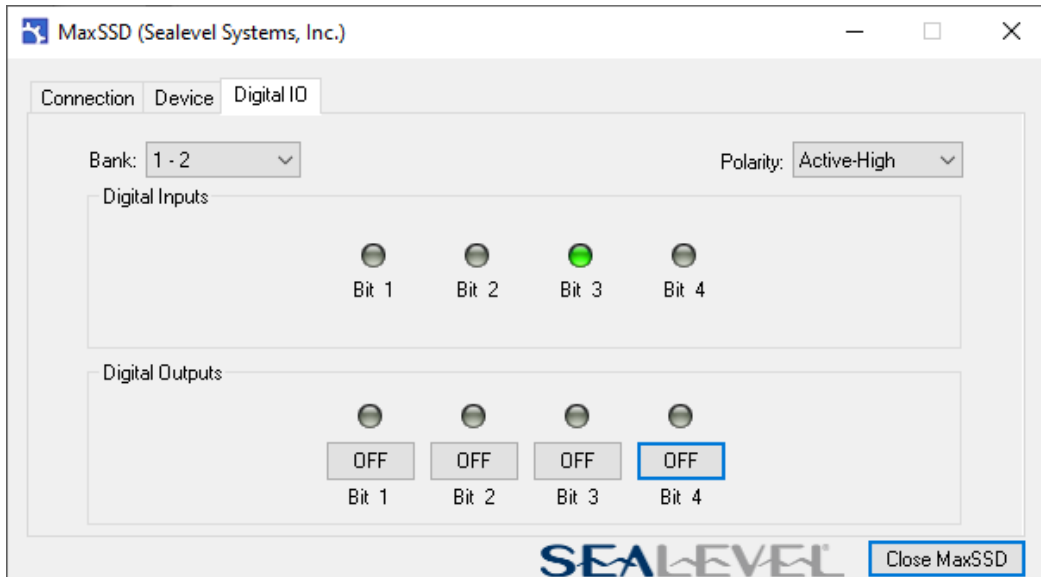 MaxSSD (Sealevel Systems, Inc.)
Connection Device Digital IO
Bank: 1 - 2 Polarity: Active-High
Digital Inputs
Bit 1 Bit 2 Bit 3 Bit 4
Digital Outputs
OFF OFF OFF OFF
Bit 1 Bit 2 Bit 3 Bit 4
SEALEVEL Close MaxSSD